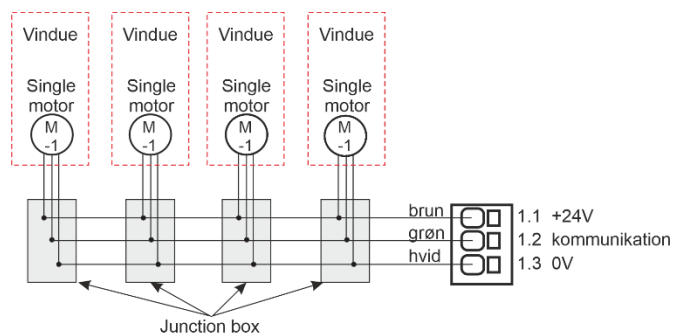 Vindue Vindue Vindue Vindue
Single Single Single Single
motor motor motor motor
M M M M
-1 -1 -1 -1
brun 1.1 +24V
grøn 1.2 kommunikation
hvid 1.3 0V
Junction box